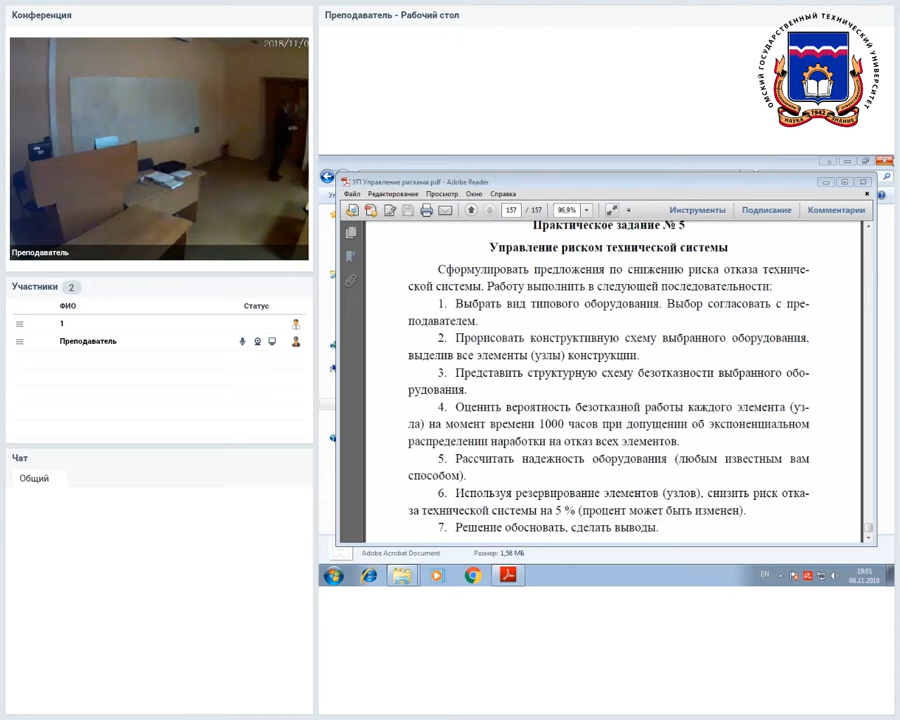 Конференция
2018/11/0
Преподаватель
Участники 2
ФИО Статус
1
Преподаватель
Чат
Общий
Преподаватель - Рабочий стол
ОМСКИЙ ГОСУДАРСТВЕННЫЙ ТЕХНИЧЕСКИЙ УНИВЕРСИТЕТ
НАУКА 1942 ЗНАНИЕ
УП Управление рисками.pdf - Adobe Reader
Файл Редактирование Просмотр Окно Справка
157 / 157 96,9% Инструменты Подписание Комментарии
Практическое задание № 5
Управление риском технической системы
Сформулировать предложения по снижению риска отказа техниче-
ской системы. Работу выполнить в следующей последовательности:
1. Выбрать вид типового оборудования. Выбор согласовать с пре-
подавателем.
2. Прорисовать конструктивную схему выбранного оборудования,
выделив все элементы (узлы) конструкции.
3. Представить структурную схему безотказности выбранного обо-
рудования.
4. Оценить вероятность безотказной работы каждого элемента (уз-
ла) на момент времени 1000 часов при допущении об экспоненциальном
распределении наработки на отказ всех элементов.
5. Рассчитать надежность оборудования (любым известным вам
способом).
6. Используя резервирование элементов (узлов), снизить риск отка-
за технической системы на 5 % (процент может быть изменен).
7. Решение обосновать, сделать выводы.
Adobe Acrobat Document Размер: 1,58 МБ
EN 19:01
06.11.2018